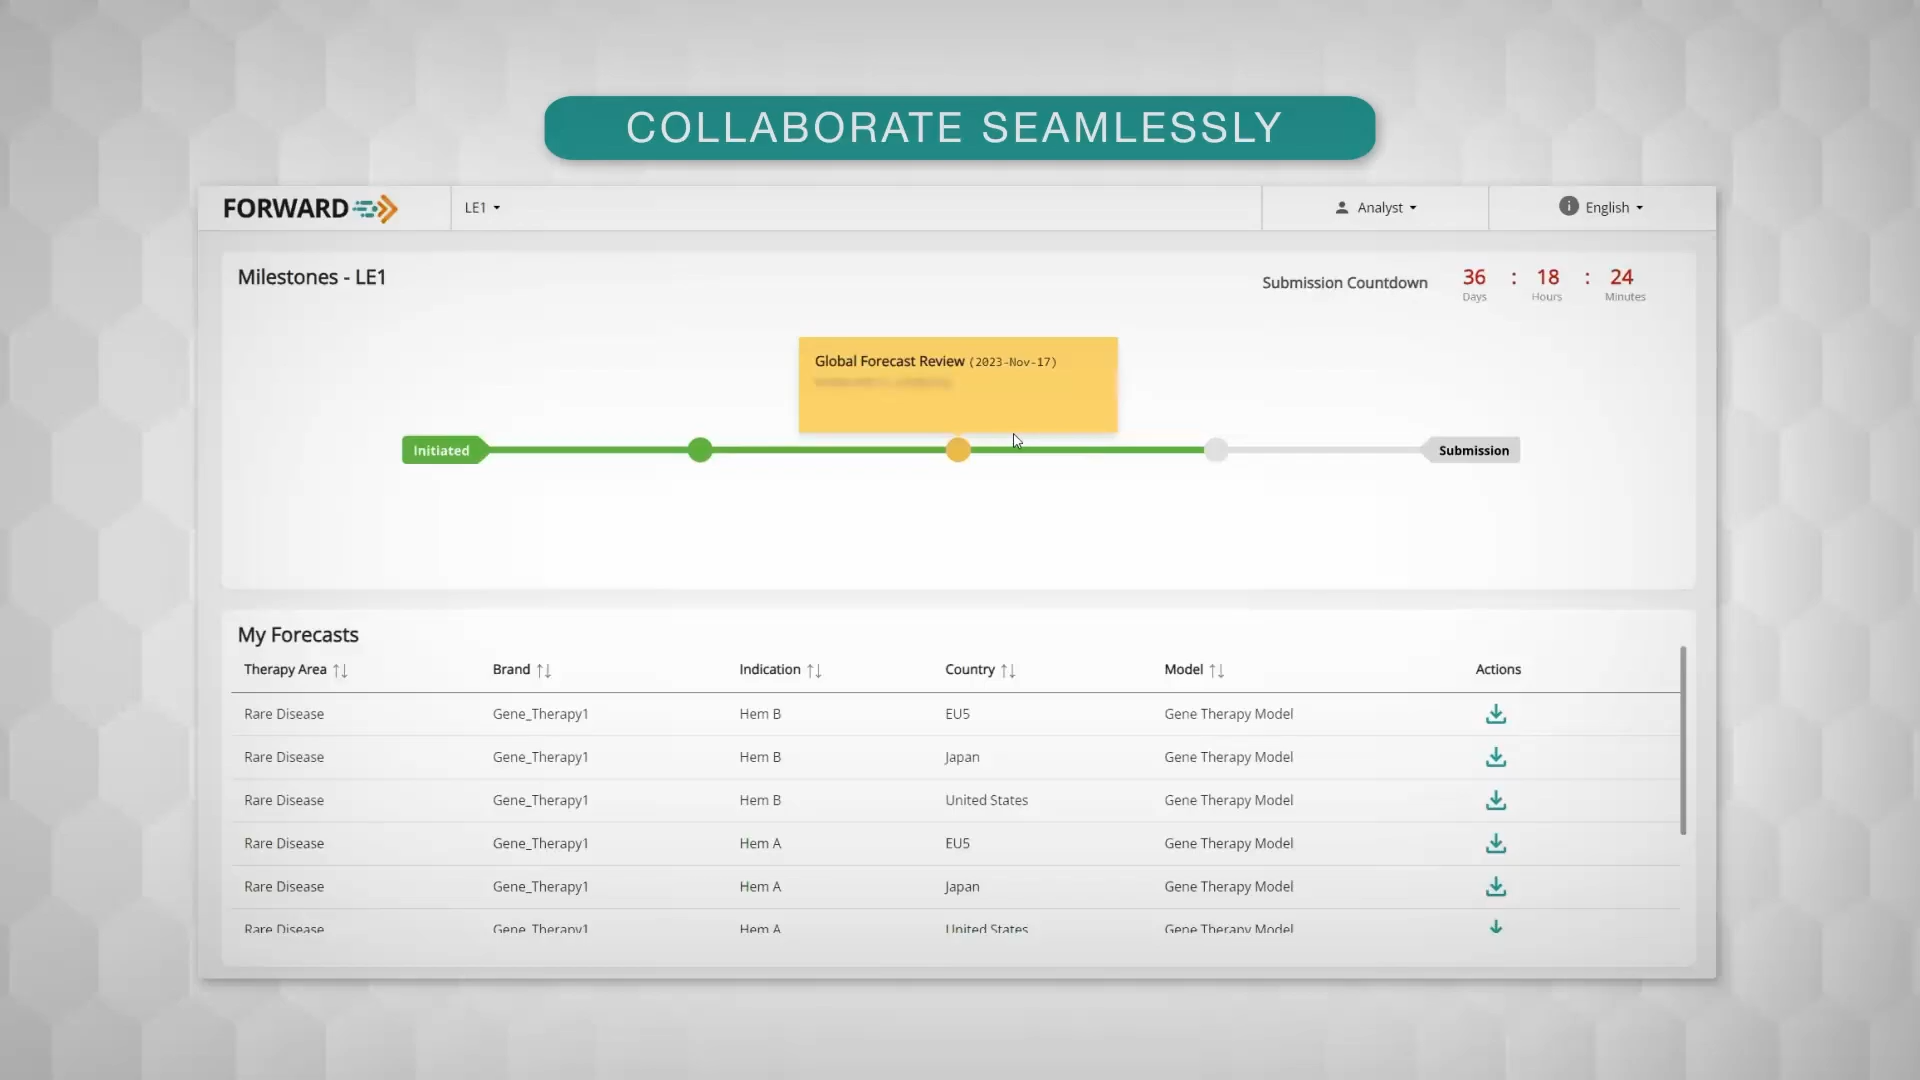 COLLABORATE SEAMLESSLY
FORWARD
LE1
Analyst
English
Milestones - LE1
Submission Countdown
36 : 18 : 24
Days Hours Minutes
Global Forecast Review (2023-Nov-17)
Initiated
Submission
My Forecasts
Therapy Area Brand Indication Country Model Actions
Rare Disease Gene_Therapy1 Hem B EU5 Gene Therapy Model
Rare Disease Gene_Therapy1 Hem B Japan Gene Therapy Model
Rare Disease Gene_Therapy1 Hem B United States Gene Therapy Model
Rare Disease Gene_Therapy1 Hem A EU5 Gene Therapy Model
Rare Disease Gene_Therapy1 Hem A Japan Gene Therapy Model
Rare Disease Gene_Therapy1 Hem A United States Gene Therapy Model